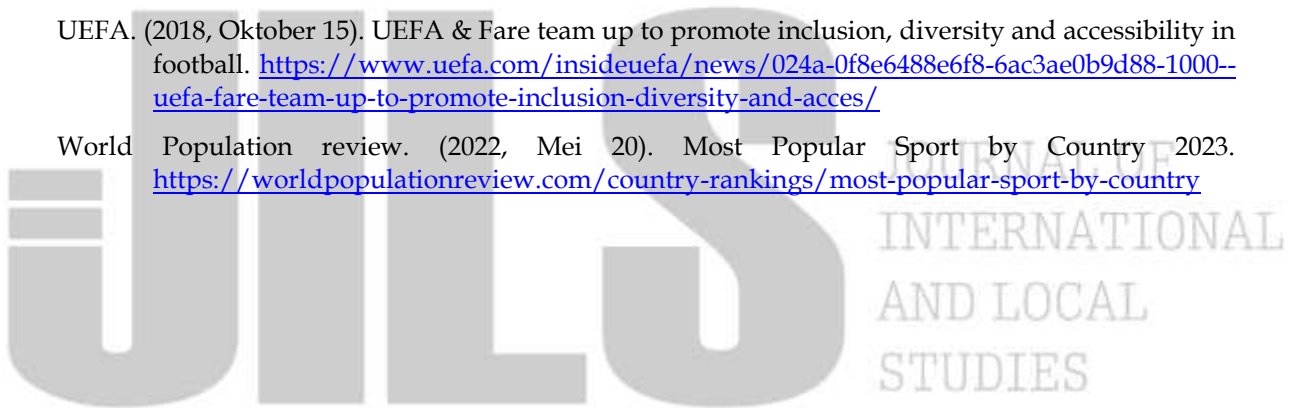 UEFA. (2018, Oktober 15). UEFA & Fare team up to promote inclusion, diversity and accessibility in
football. https://www.uefa.com/insideuefa/news/024a-0f8e6488e6f8-6ac3ae0b9d88-1000--
uefa-fare-team-up-to-promote-inclusion-diversity-and-acces/
World Population review. (2022, Mei 20). Most Popular Sport by Country 2023.
https://worldpopulationreview.com/country-rankings/most-popular-sport-by-country
JILS
JOURNAL OF
INTERNATIONAL
AND LOCAL
STUDIES